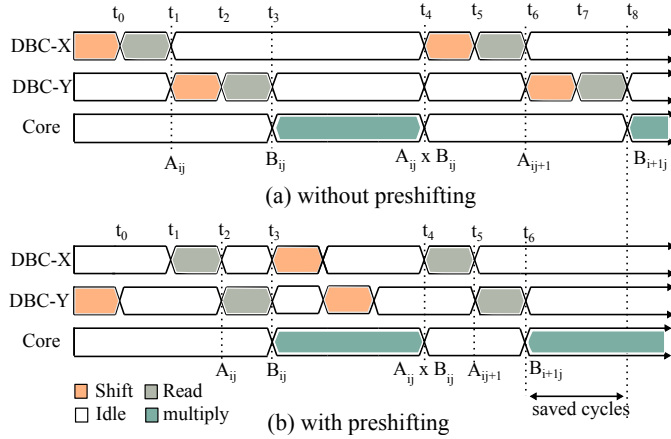 t0 t1 t2 t3 t4 t5 t6 t7 t8
DBC-X
DBC-Y
Core
Aij Bij Aij x Bij Aij+1 Bi+1j
(a) without preshifting
t0 t1 t2 t3 t4 t5 t6
DBC-X
DBC-Y
Core
Aij Bij Aij x Bij Aij+1 Bi+1j
Shift Read
Idle multiply
saved cycles
(b) with preshifting